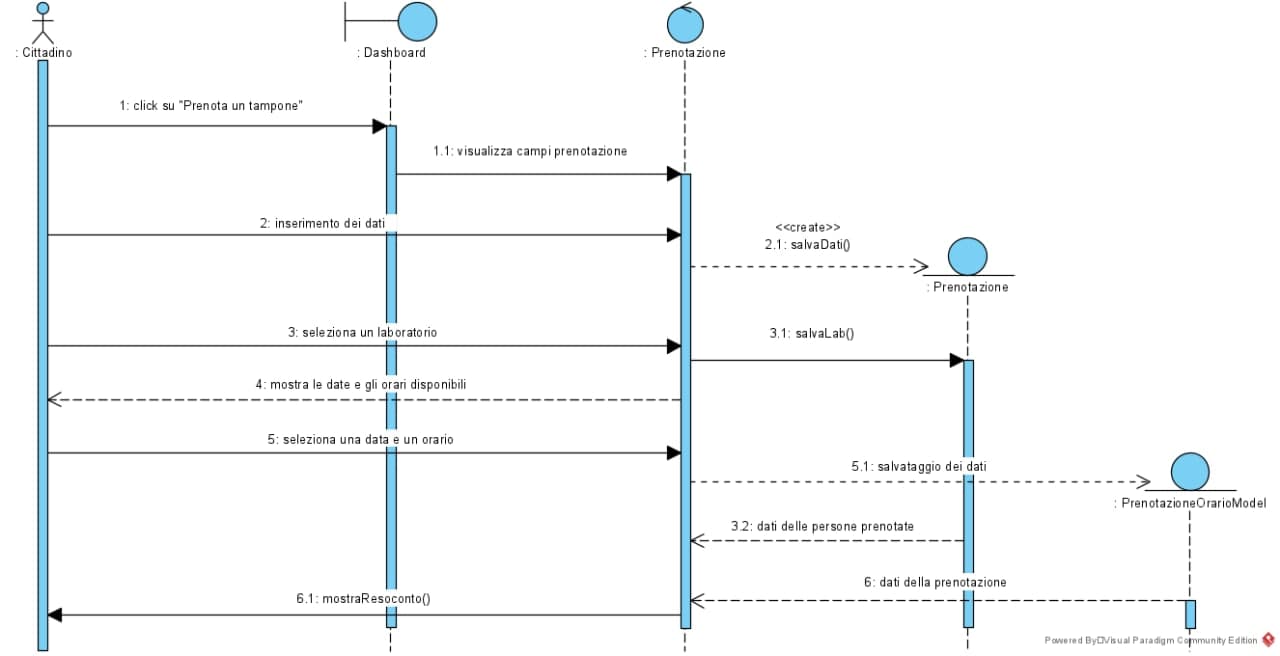 : Cittadino
: Dashboard
: Prenotazione
1: click su "Prenota un tampone"
1.1: visualizza campi prenotazione
2: inserimento dei dati
<<create>>
2.1: salvaDati()
: Prenotazione
3: seleziona un laboratorio
3.1: salvaLab()
4: mostra le date e gli orari disponibili
5: seleziona una data e un orario
5.1: salvataggio dei dati
: PrenotazioneOrarioModel
3.2: dati delle persone prenotate
6: dati della prenotazione
6.1: mostraResoconto()
Powered By Visual Paradigm Community Edition